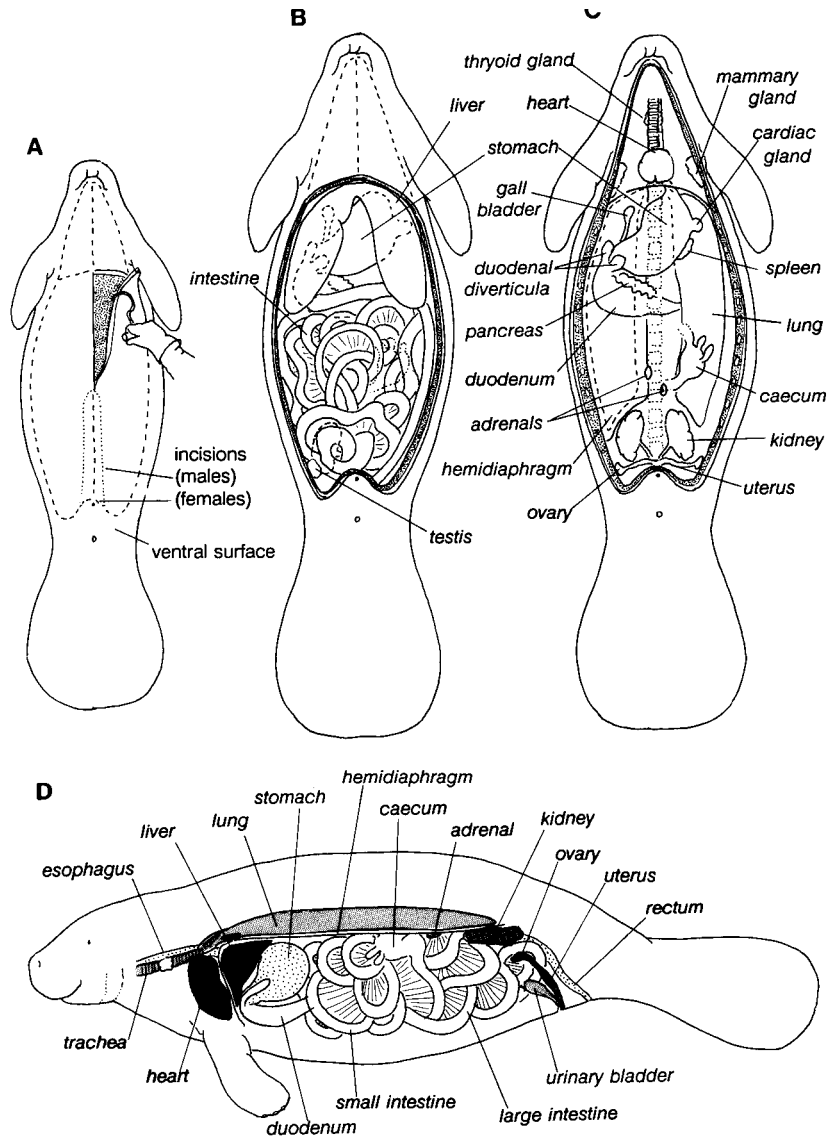 A
incisions
(males)
(females)
ventral surface
B
liver
stomach
intestine
testis
C
thryoid gland
heart
gall
bladder
duodenal
diverticula
pancreas
duodenum
adrenals
hemidiaphragm
ovary
mammary
gland
cardiac
gland
spleen
lung
caecum
kidney
uterus
D
esophagus
liver
lung
stomach
hemidiaphragm
caecum
adrenal
kidney
ovary
uterus
rectum
trachea
heart
duodenum
small intestine
large intestine
urinary bladder